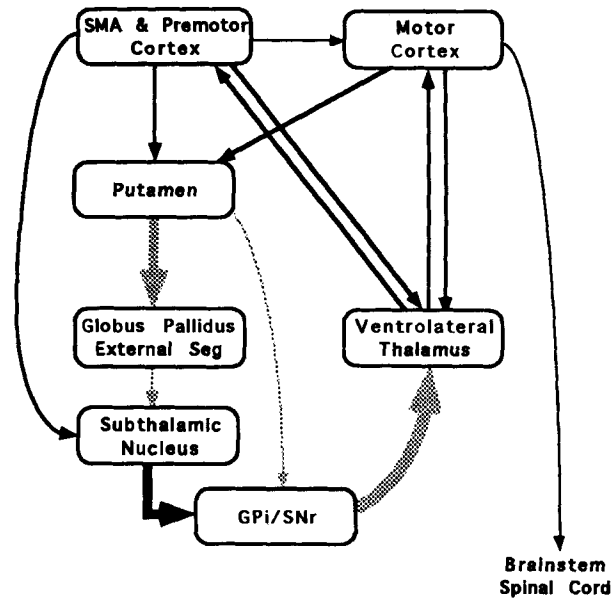 SMA & Premotor
Cortex
Motor
Cortex
Putamen
Globus Pallidus
External Seg
Ventrolateral
Thalamus
Subthalamic
Nucleus
GPi/SNr
Brainstem
Spinal Cord